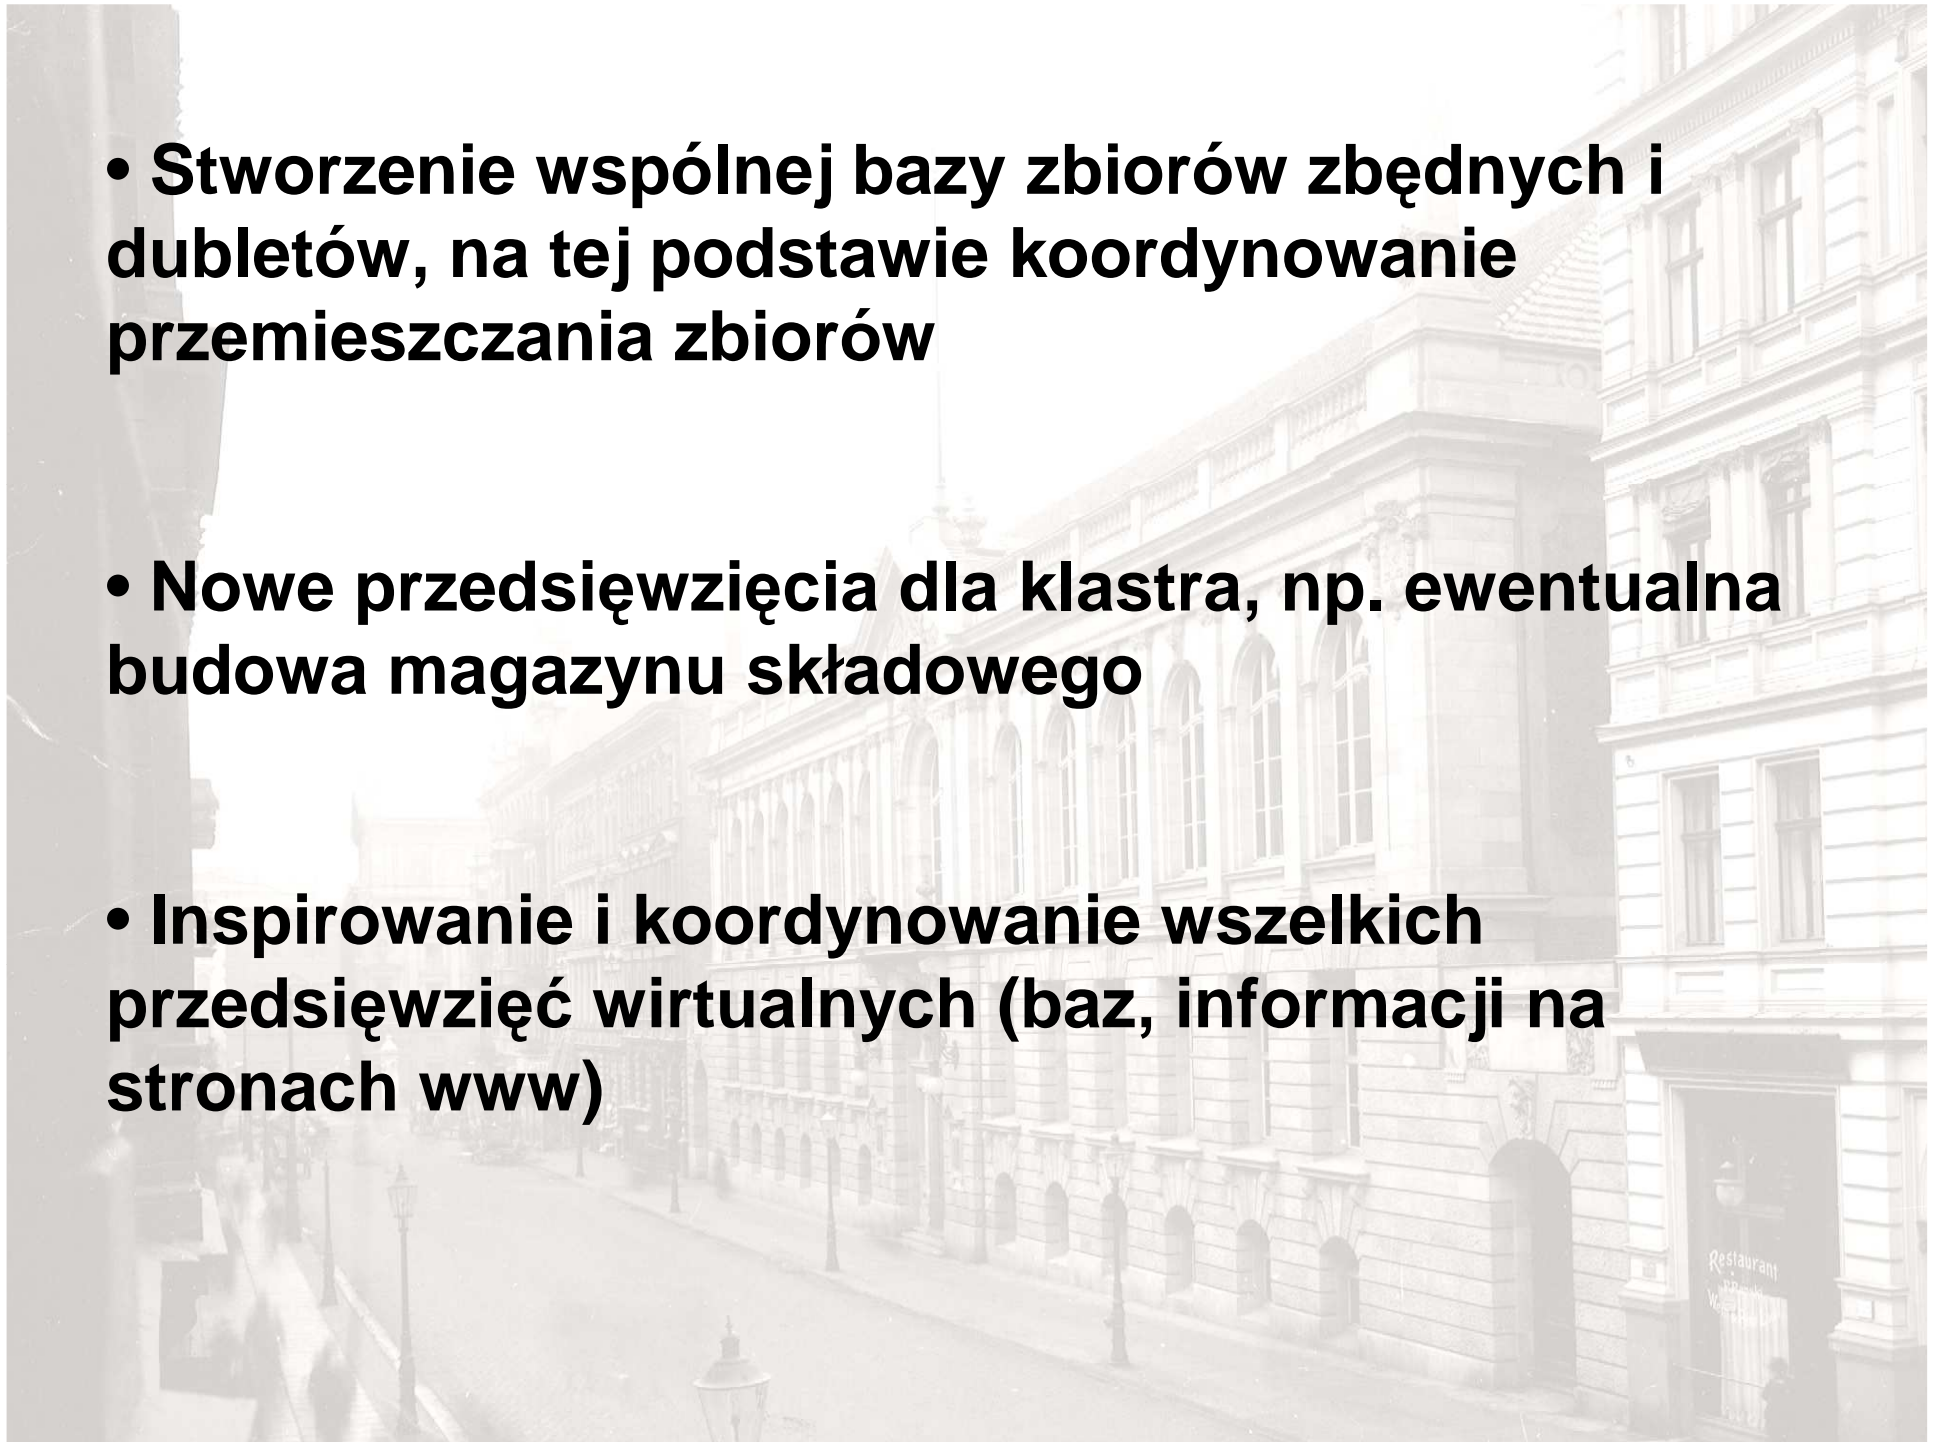 • Stworzenie wspólnej bazy zbiorów zbędnych i
dubletów, na tej podstawie koordynowanie
przemieszczania zbiorów
• Nowe przedsięwzięcia dla klastra, np. ewentualna
budowa magazynu składowego
• Inspirowanie i koordynowanie wszelkich
przedsięwzięć wirtualnych (baz, informacji na
stronach www)
Restaurant